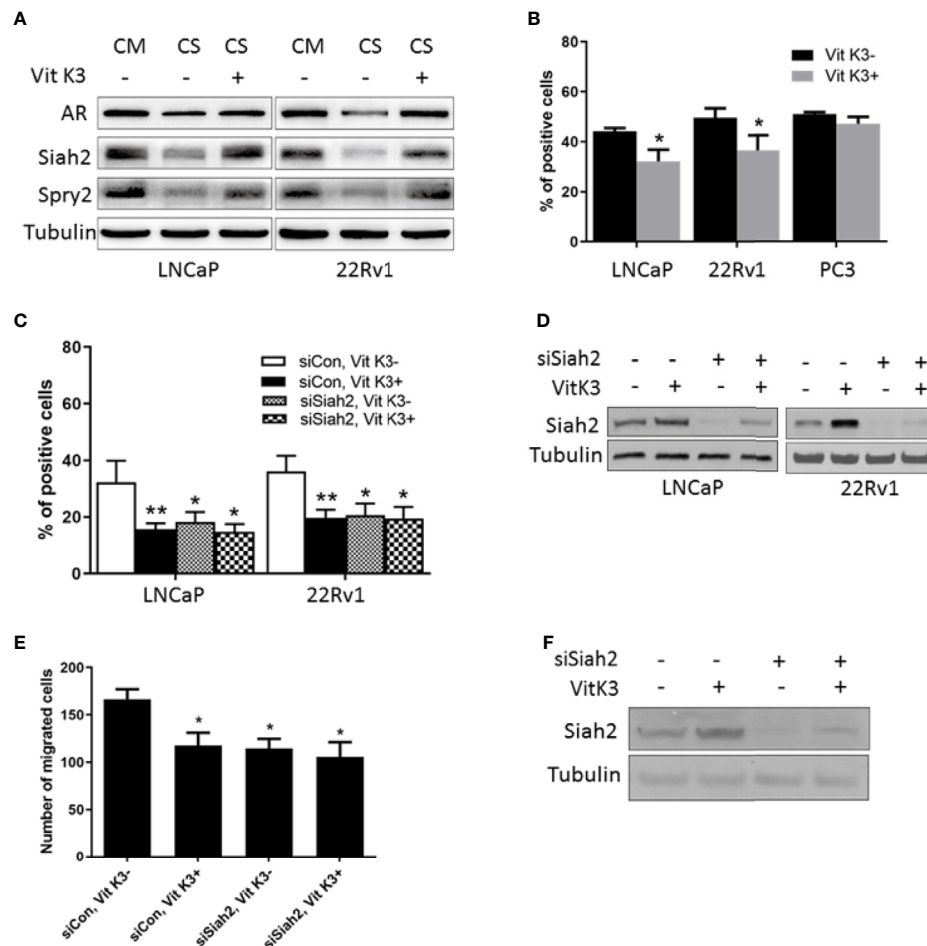 A
CM CS CS CM CS CS
Vit K3 - - + - - +
AR
Siah2
Spry2
Tubulin
LNCaP 22Rv1
B
% of positive cells
80
60
40
20
0
Vit K3-
Vit K3+
* *
LNCaP 22Rv1 PC3
C
% of positive cells
80
60
40
20
0
siCon, Vit K3-
siCon, Vit K3+
siSiah2, Vit K3-
siSiah2, Vit K3+
** * * ** * *
LNCaP 22Rv1
D
siSiah2 - - + + - - + +
VitK3 - + - + - + - +
Siah2
Tubulin
LNCaP 22Rv1
E
Number of migrated cells
200
150
100
50
0
* * *
siCon, Vit K3-
siCon, Vit K3+
siSiah2, Vit K3-
siSiah2, Vit K3+
F
siSiah2 - - + +
VitK3 - + - +
Siah2
Tubulin